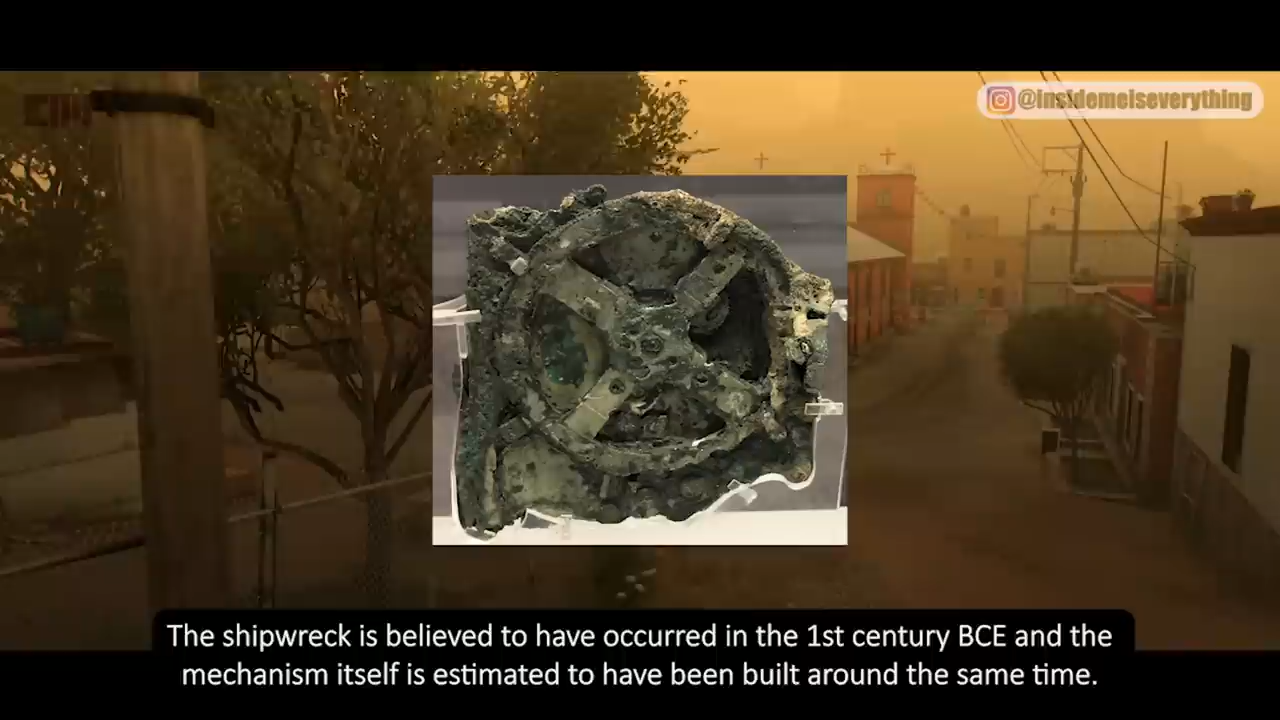 @insidemeiseverything
The shipwreck is believed to have occurred in the 1st century BCE and the
mechanism itself is estimated to have been built around the same time.